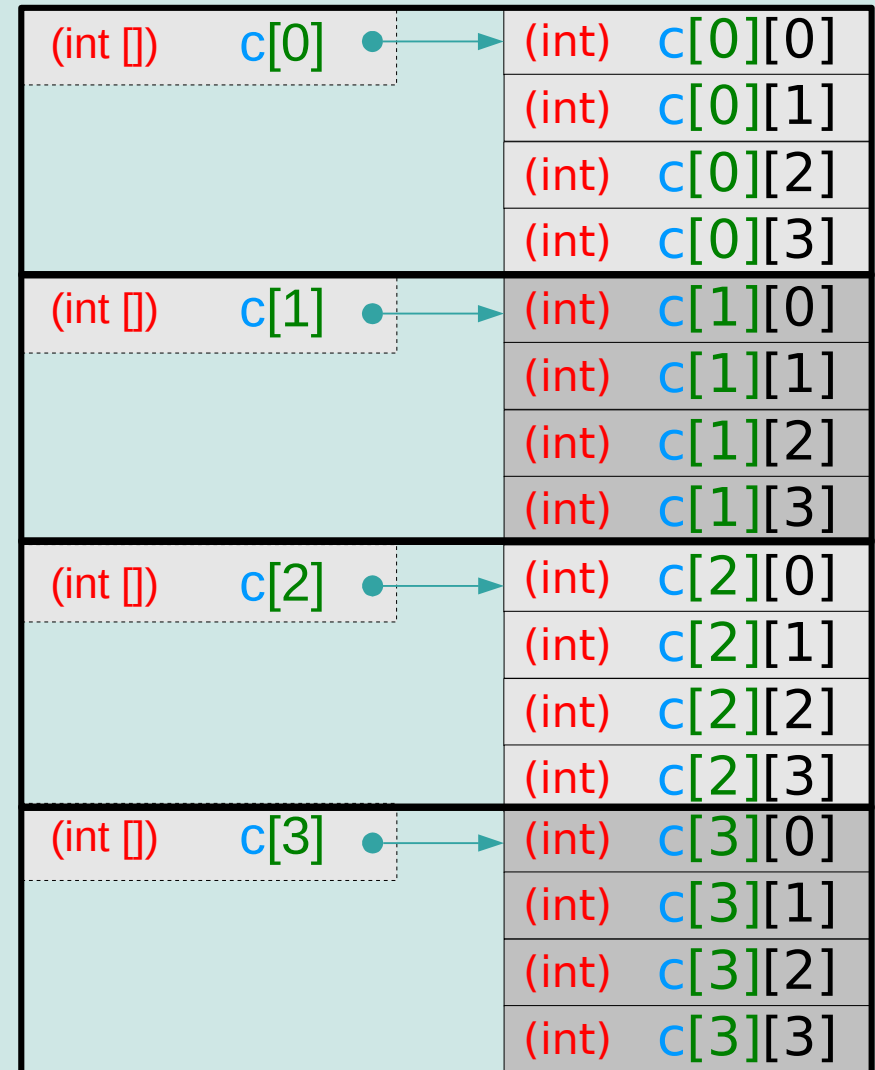 (int []) c[0] (int) c[0][0]
(int) c[0][1]
(int) c[0][2]
(int) c[0][3]
(int []) c[1] (int) c[1][0]
(int) c[1][1]
(int) c[1][2]
(int) c[1][3]
(int []) c[2] (int) c[2][0]
(int) c[2][1]
(int) c[2][2]
(int) c[2][3]
(int []) c[3] (int) c[3][0]
(int) c[3][1]
(int) c[3][2]
(int) c[3][3]